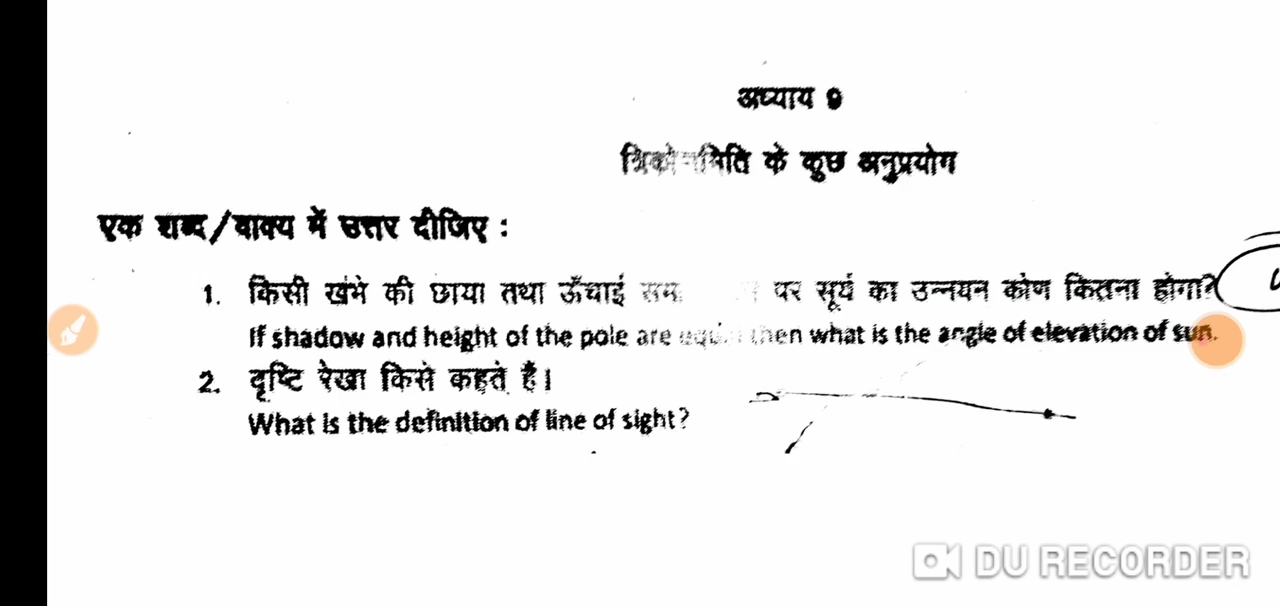 अध्याय 9
त्रिकोणमिति के कुछ अनुप्रयोग
एक शब्द/वाक्य में उत्तर दीजिए :
1. किसी खंभे की छाया तथा ऊँचाई पर सूर्य का उन्नयन कोण कितना होगा?
If shadow and height of the pole are equal then what is the angle of elevation of sun.
2. दृष्टि रेखा किसे कहते हैं।
What is the definition of line of sight?
DU RECORDER